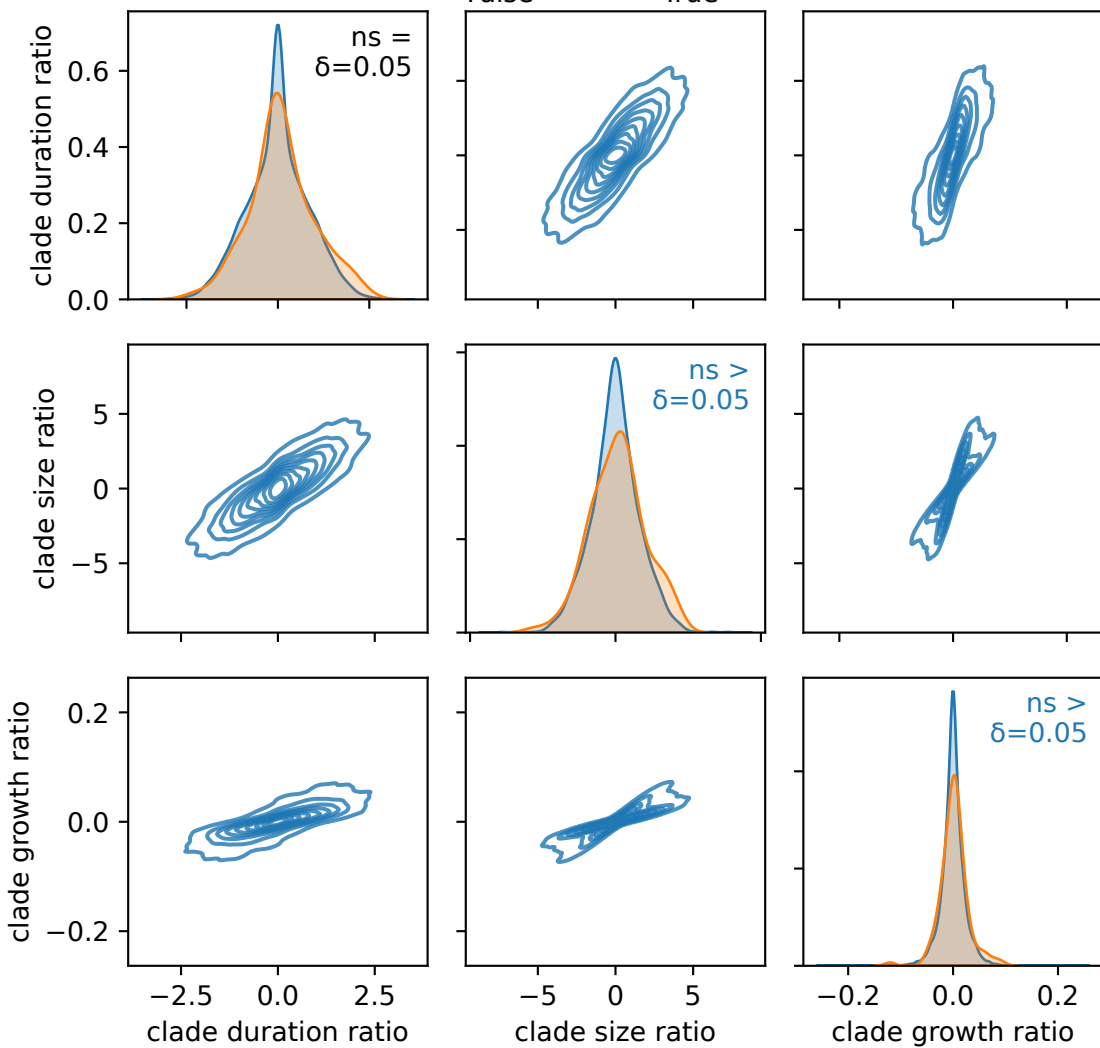 clade duration ratio
0.6
0.4
0.2
0.0
ns =
δ=0.05
clade size ratio
5
0
−5
ns >
δ=0.05
clade growth ratio
0.2
0.0
−0.2
ns >
δ=0.05
−2.5 0.0 2.5
−5 0 5
−0.2 0.0 0.2
clade duration ratio
clade size ratio
clade growth ratio